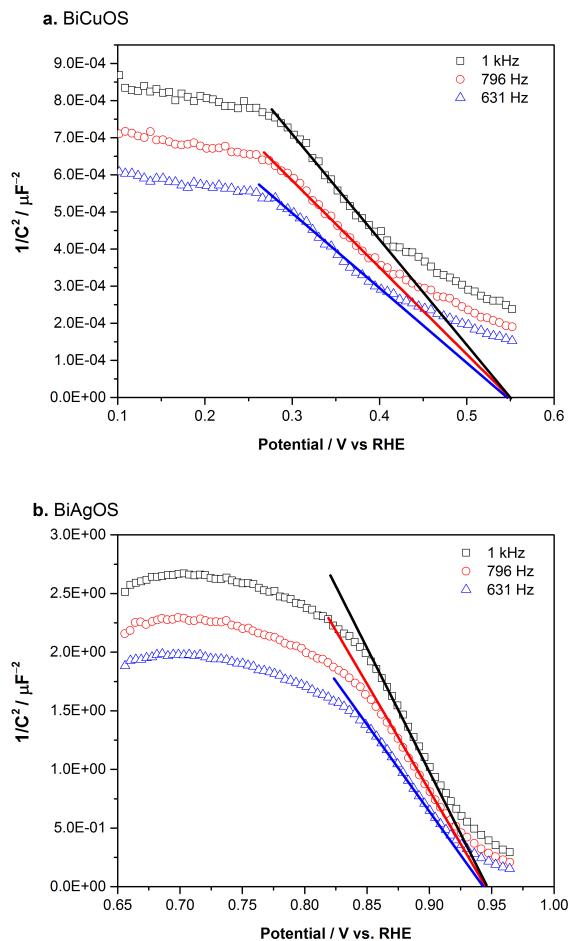 a. BiCuOS
9.0E-04
8.0E-04
7.0E-04
6.0E-04
5.0E-04
4.0E-04
3.0E-04
2.0E-04
1.0E-04
0.0E+00
1/C² / μF⁻²
1 kHz
796 Hz
631 Hz
0.1 0.2 0.3 0.4 0.5 0.6
Potential / V vs RHE
b. BiAgOS
3.0E+00
2.5E+00
2.0E+00
1.5E+00
1.0E+00
5.0E-01
0.0E+00
1/C² / μF⁻²
1 kHz
796 Hz
631 Hz
0.65 0.70 0.75 0.80 0.85 0.90 0.95 1.00
Potential / V vs. RHE